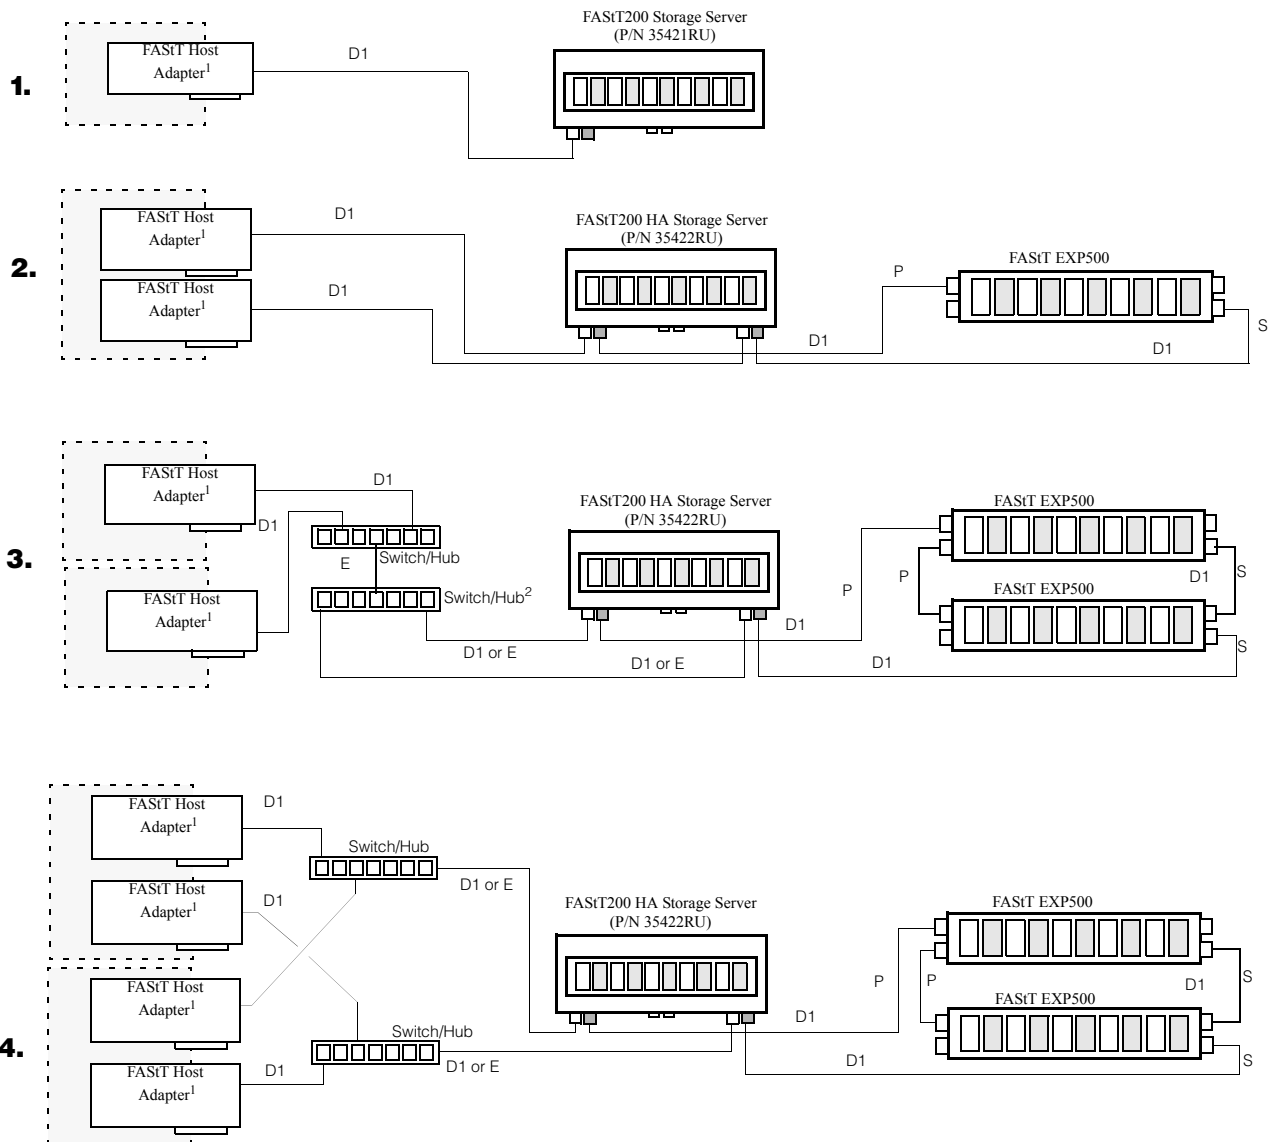 1.
FAStT Host
Adapter1
D1
FAStT200 Storage Server
(P/N 35421RU)
2.
FAStT Host
Adapter1
FAStT Host
Adapter1
D1
D1
FAStT200 HA Storage Server
(P/N 35422RU)
D1
P
FAStT EXP500
D1
S
3.
FAStT Host
Adapter1
D1
D1
FAStT Host
Adapter1
E
Switch/Hub
Switch/Hub2
D1 or E
D1 or E
FAStT200 HA Storage Server
(P/N 35422RU)
D1
P
D1
FAStT EXP500
P
D1
S
FAStT EXP500
S
4.
FAStT Host
Adapter1
D1
FAStT Host
Adapter1
D1
FAStT Host
Adapter1
FAStT Host
Adapter1
D1
Switch/Hub
D1 or E
Switch/Hub
D1 or E
FAStT200 HA Storage Server
(P/N 35422RU)
D1
D1
P
FAStT EXP500
P
D1
S
FAStT EXP500
S